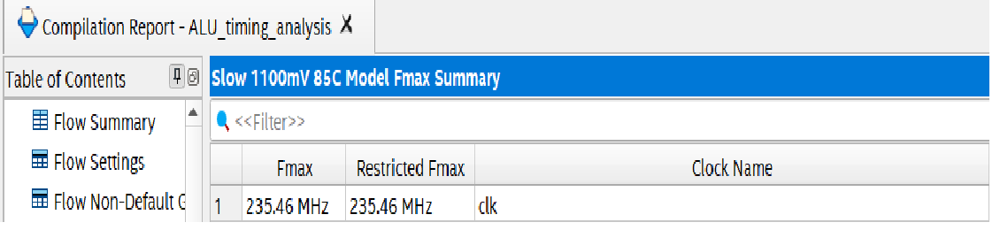 Compilation Report - ALU_timing_analysis X
Table of Contents
Slow 1100mV 85C Model Fmax Summary
Flow Summary
<<Filter>>
Flow Settings
Fmax Restricted Fmax Clock Name
Flow Non-Default G
1 235.46 MHz 235.46 MHz clk